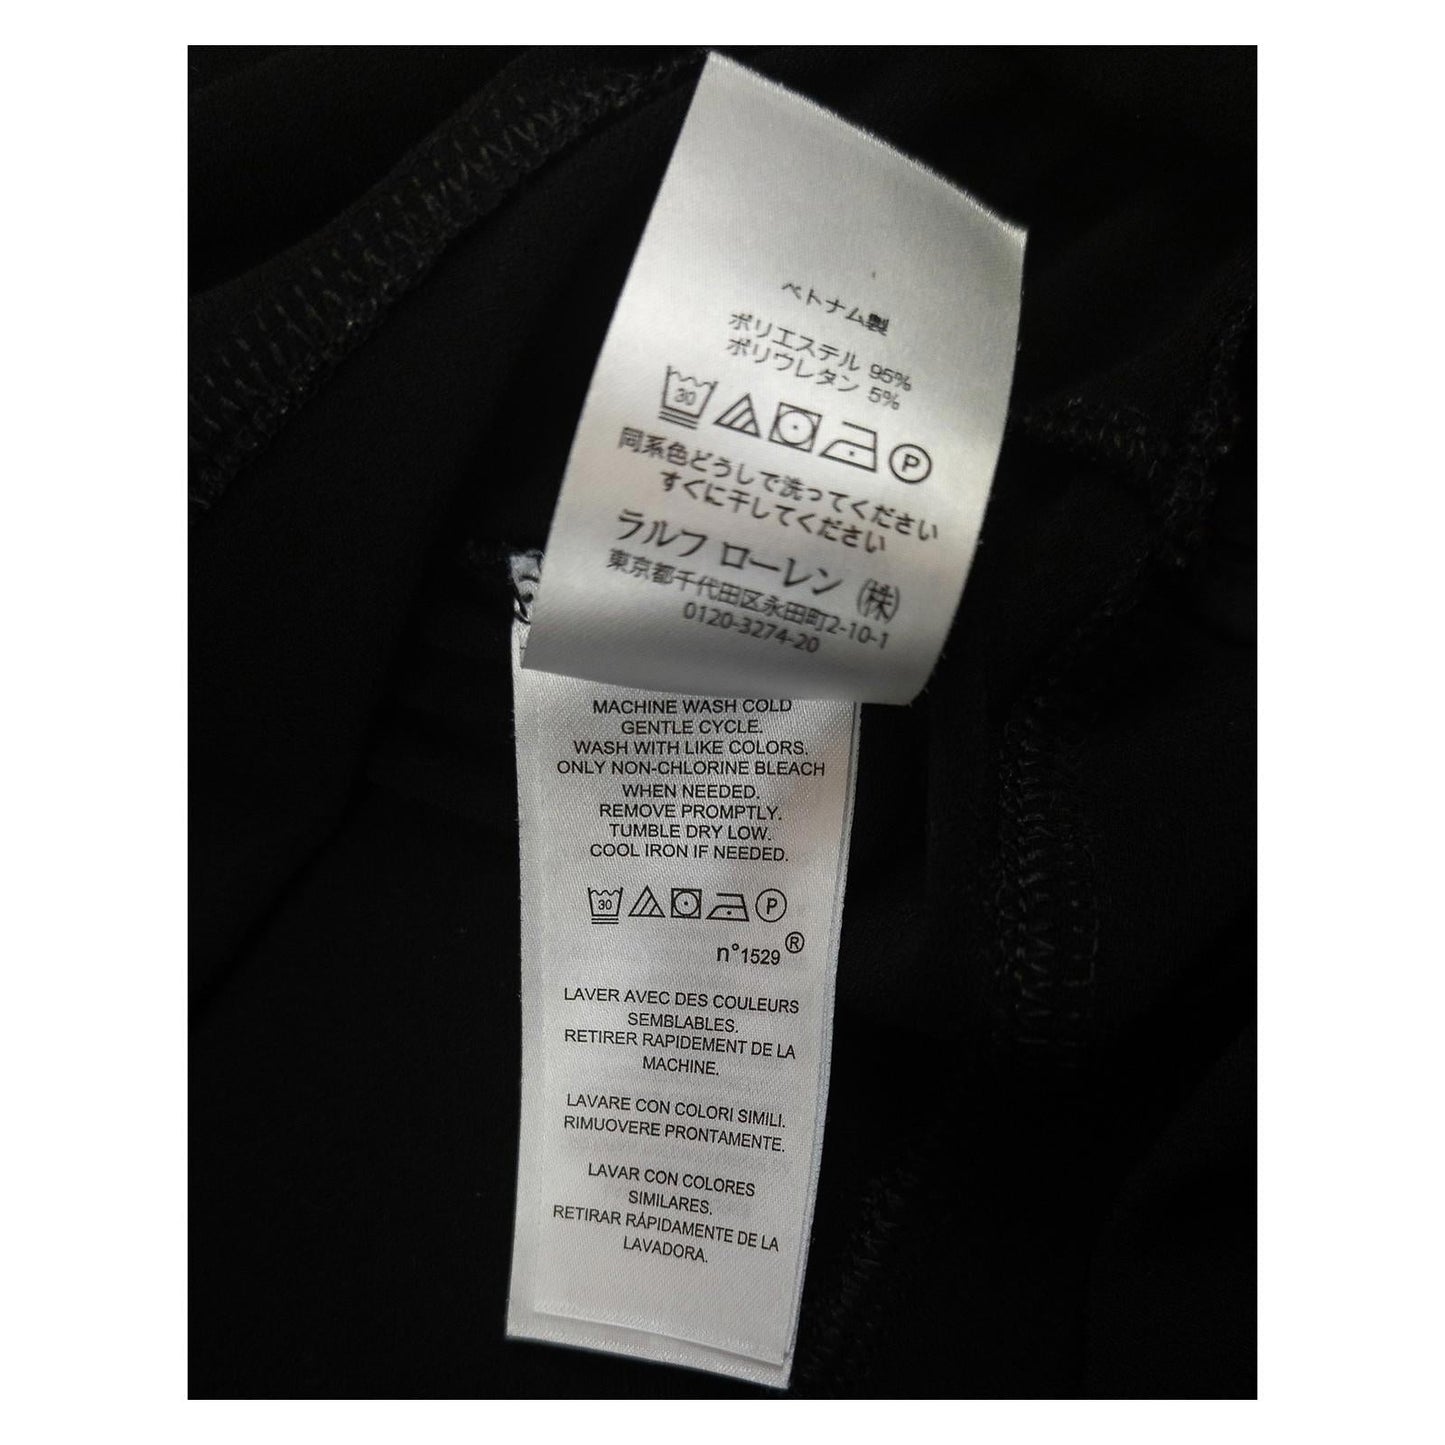 ベトナム製
ポリエステル 95%
ポリウレタン 5%
30 P
同系色どうしで洗ってください
すぐに干してください
ラルフ ローレン (株)
東京都千代田区永田町2-10-1
0120-3274-20
MACHINE WASH COLD
GENTLE CYCLE.
WASH WITH LIKE COLORS.
ONLY NON-CHLORINE BLEACH
WHEN NEEDED.
REMOVE PROMPTLY.
TUMBLE DRY LOW.
COOL IRON IF NEEDED.
30 P
n°1529 ®
LAVER AVEC DES COULEURS
SEMBLABLES.
RETIRER RAPIDEMENT DE LA
MACHINE.
LAVARE CON COLORI SIMILI.
RIMUOVERE PRONTAMENTE.
LAVAR CON COLORES
SIMILARES.
RETIRAR RÁPIDAMENTE DE LA
LAVADORA.